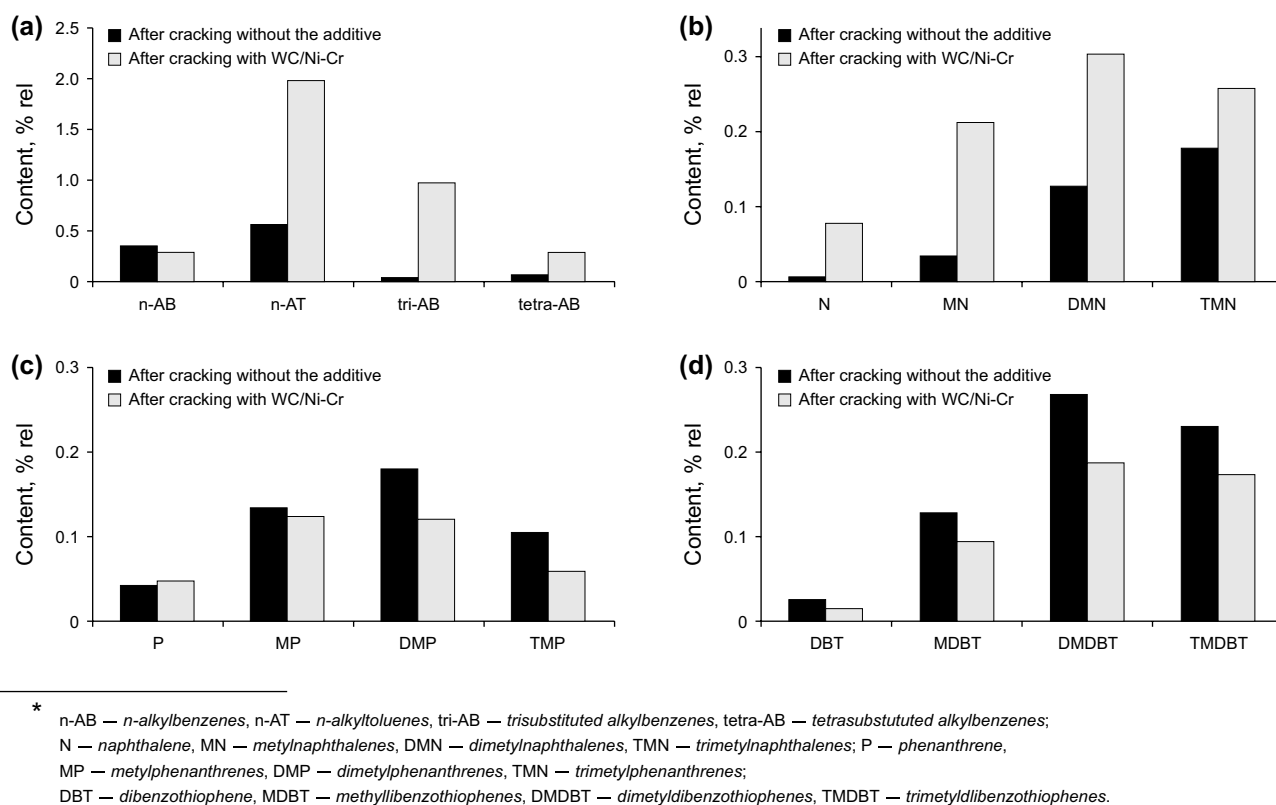 (a)
2.5
2.0
1.5
1.0
0.5
0
Content, % rel
After cracking without the additive
After cracking with WC/Ni-Cr
n-AB n-AT tri-AB tetra-AB
(b)
0.3
0.2
0.1
0
Content, % rel
After cracking without the additive
After cracking with WC/Ni-Cr
N MN DMN TMN
(c)
0.3
0.2
0.1
0
Content, % rel
After cracking without the additive
After cracking with WC/Ni-Cr
P MP DMP TMP
(d)
0.3
0.2
0.1
0
Content, % rel
After cracking without the additive
After cracking with WC/Ni-Cr
DBT MDBT DMDBT TMDBT
*
n-AB — n-alkylbenzenes, n-AT — n-alkyltoluenes, tri-AB — trisubstituted alkylbenzenes, tetra-AB — tetrasubstuted alkylbenzenes;
N — naphthalene, MN — metylnaphthalenes, DMN — dimetylnaphthalenes, TMN — trimetylnaphthalenes; P — phenanthrene,
MP — metylphenanthrenes, DMP — dimetylphenanthrenes, TMN — trimetylphenanthrenes;
DBT — dibenzothiophene, MDBT — methyllibenzothiophenes, DMDBT — dimetyldibenzothiophenes, TMDBT — trimetyldlibenzothiophenes.